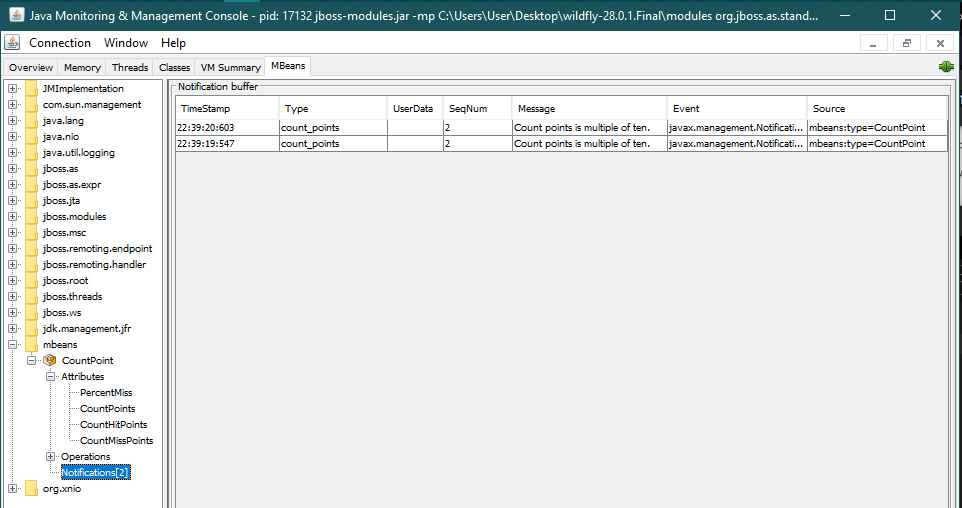 Java Monitoring & Management Console - pid: 17132 jboss-modules.jar -mp C:\Users\User\Desktop\wildfly-28.0.1.Final\modules org.jboss.as.stand...
Connection Window Help
Overview Memory Threads Classes VM Summary MBeans
JMImplementation
com.sun.management
java.lang
java.nio
java.util.logging
jboss.as
jboss.as.expr
jboss.jta
jboss.modules
jboss.msc
jboss.remoting.endpoint
jboss.remoting.handler
jboss.root
jboss.threads
jboss.ws
jdk.management.jfr
mbeans
CountPoint
Attributes
PercentMiss
CountPoints
CountHitPoints
CountMissPoints
Operations
Notifications[2]
org.xnio
Notification buffer
TimeStamp Type UserData SeqNum Message Event Source
22:39:20:603 count_points 2 Count points is multiple of ten. javax.management.Notificati... mbeans:type=CountPoint
22:39:19:547 count_points 2 Count points is multiple of ten. javax.management.Notificati... mbeans:type=CountPoint